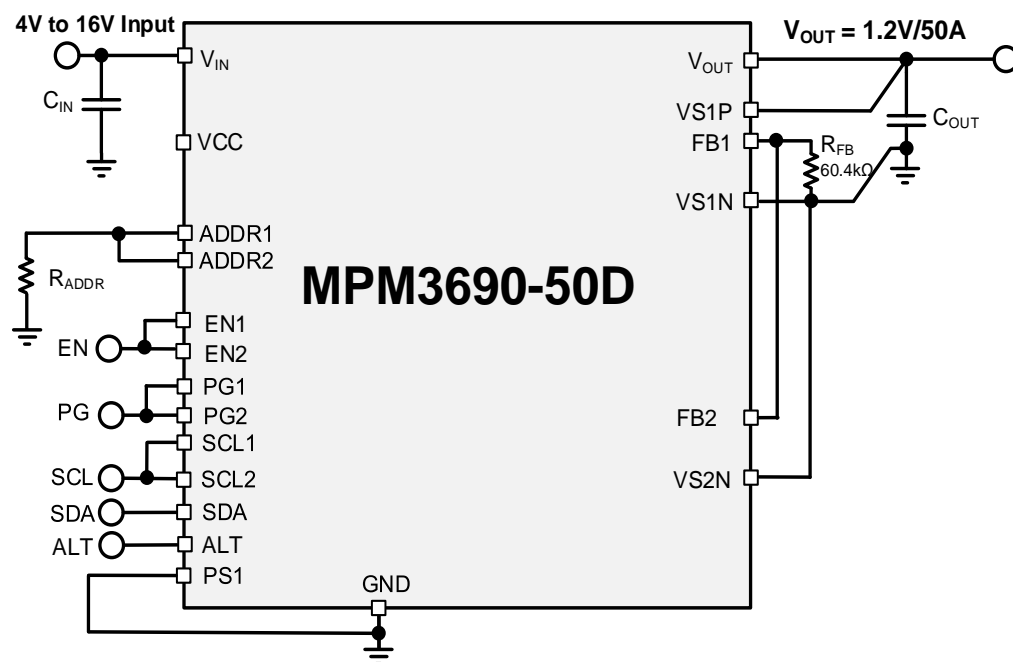 4V to 16V Input
V_OUT = 1.2V/50A
V_IN
V_OUT
C_IN
VS1P
C_OUT
VCC
FB1
R_FB
60.4kΩ
VS1N
ADDR1
ADDR2
R_ADDR
MPM3690-50D
EN1
EN
EN2
PG1
PG
PG2
FB2
SCL1
SCL
SCL2
VS2N
SDA
SDA
ALT
ALT
PS1
GND